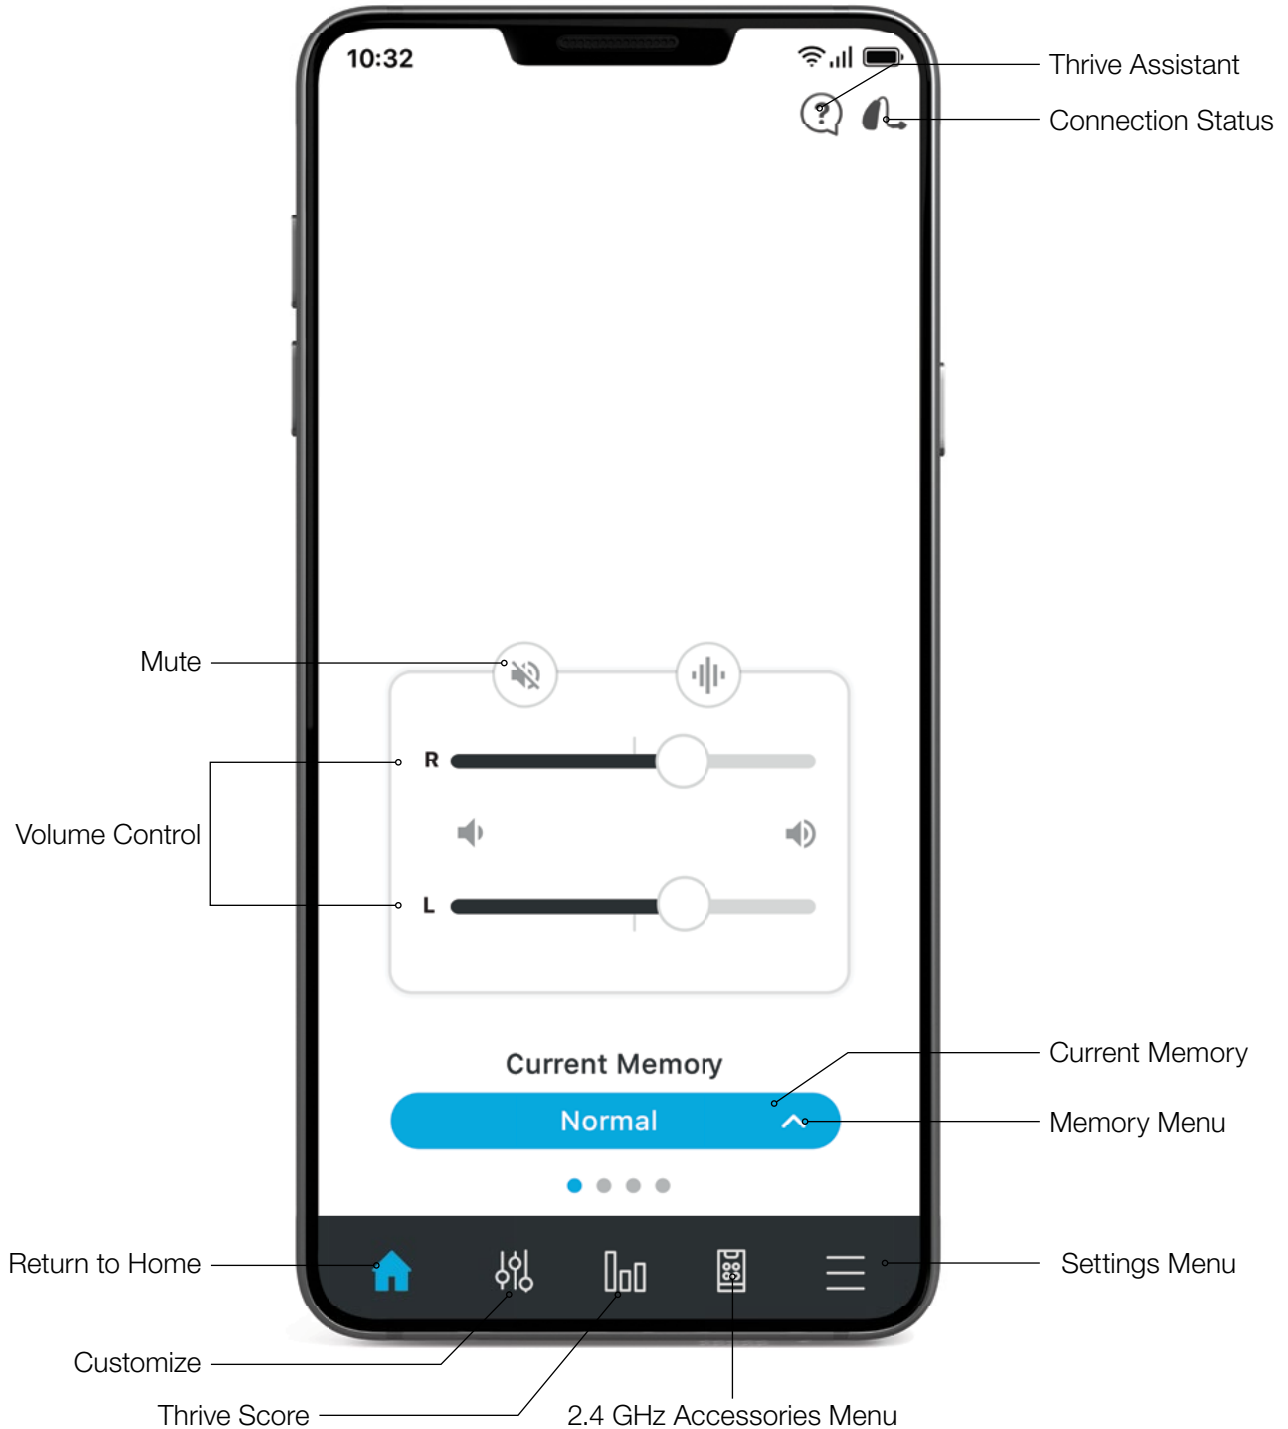 10:32
Thrive Assistant
Connection Status
Mute
R
Volume Control
L
Current Memory
Current Memory
Normal
Memory Menu
Return to Home
Settings Menu
Customize
Thrive Score
2.4 GHz Accessories Menu